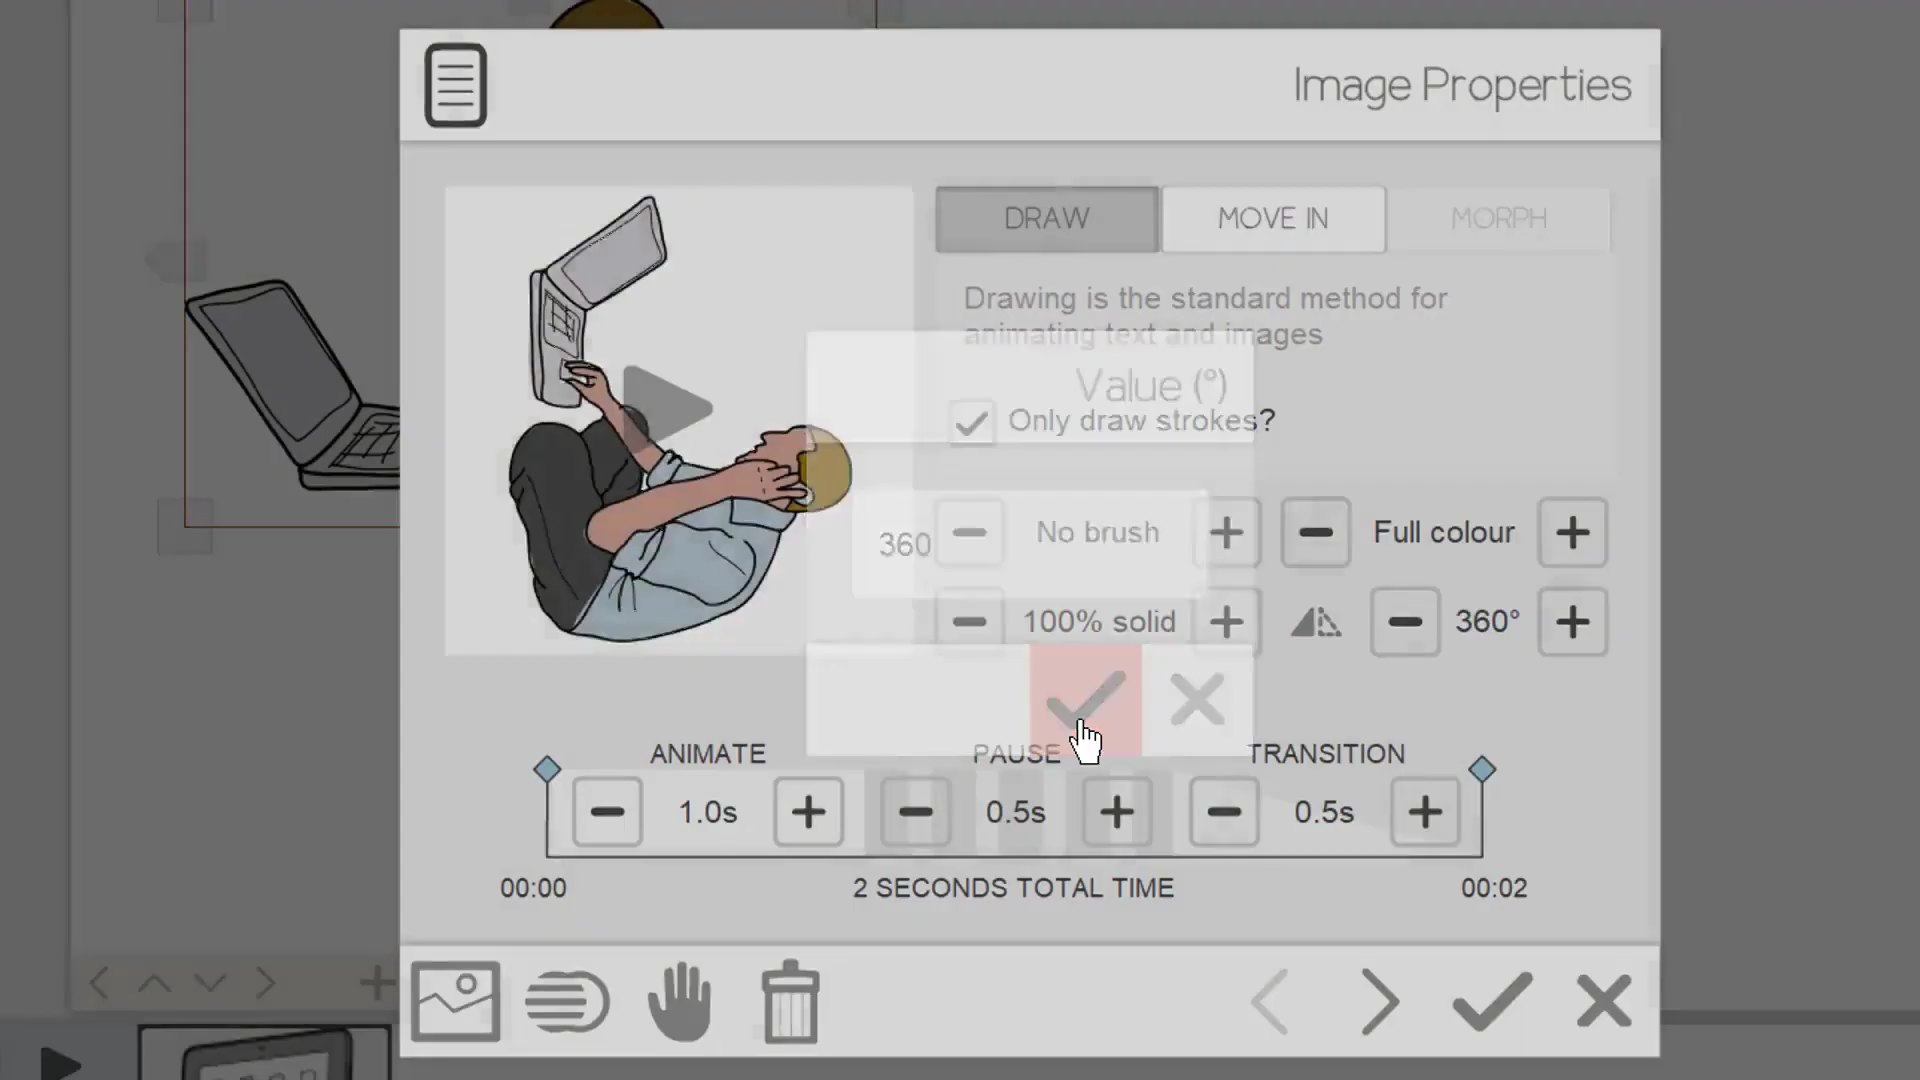 Image Properties
DRAW
MOVE IN
MORPH
Drawing is the standard method for
animating text and images
Value (°)
Only draw strokes?
360
No brush
Full colour
100% solid
360°
ANIMATE
PAUSE
TRANSITION
1.0s
0.5s
0.5s
00:00
2 SECONDS TOTAL TIME
00:02